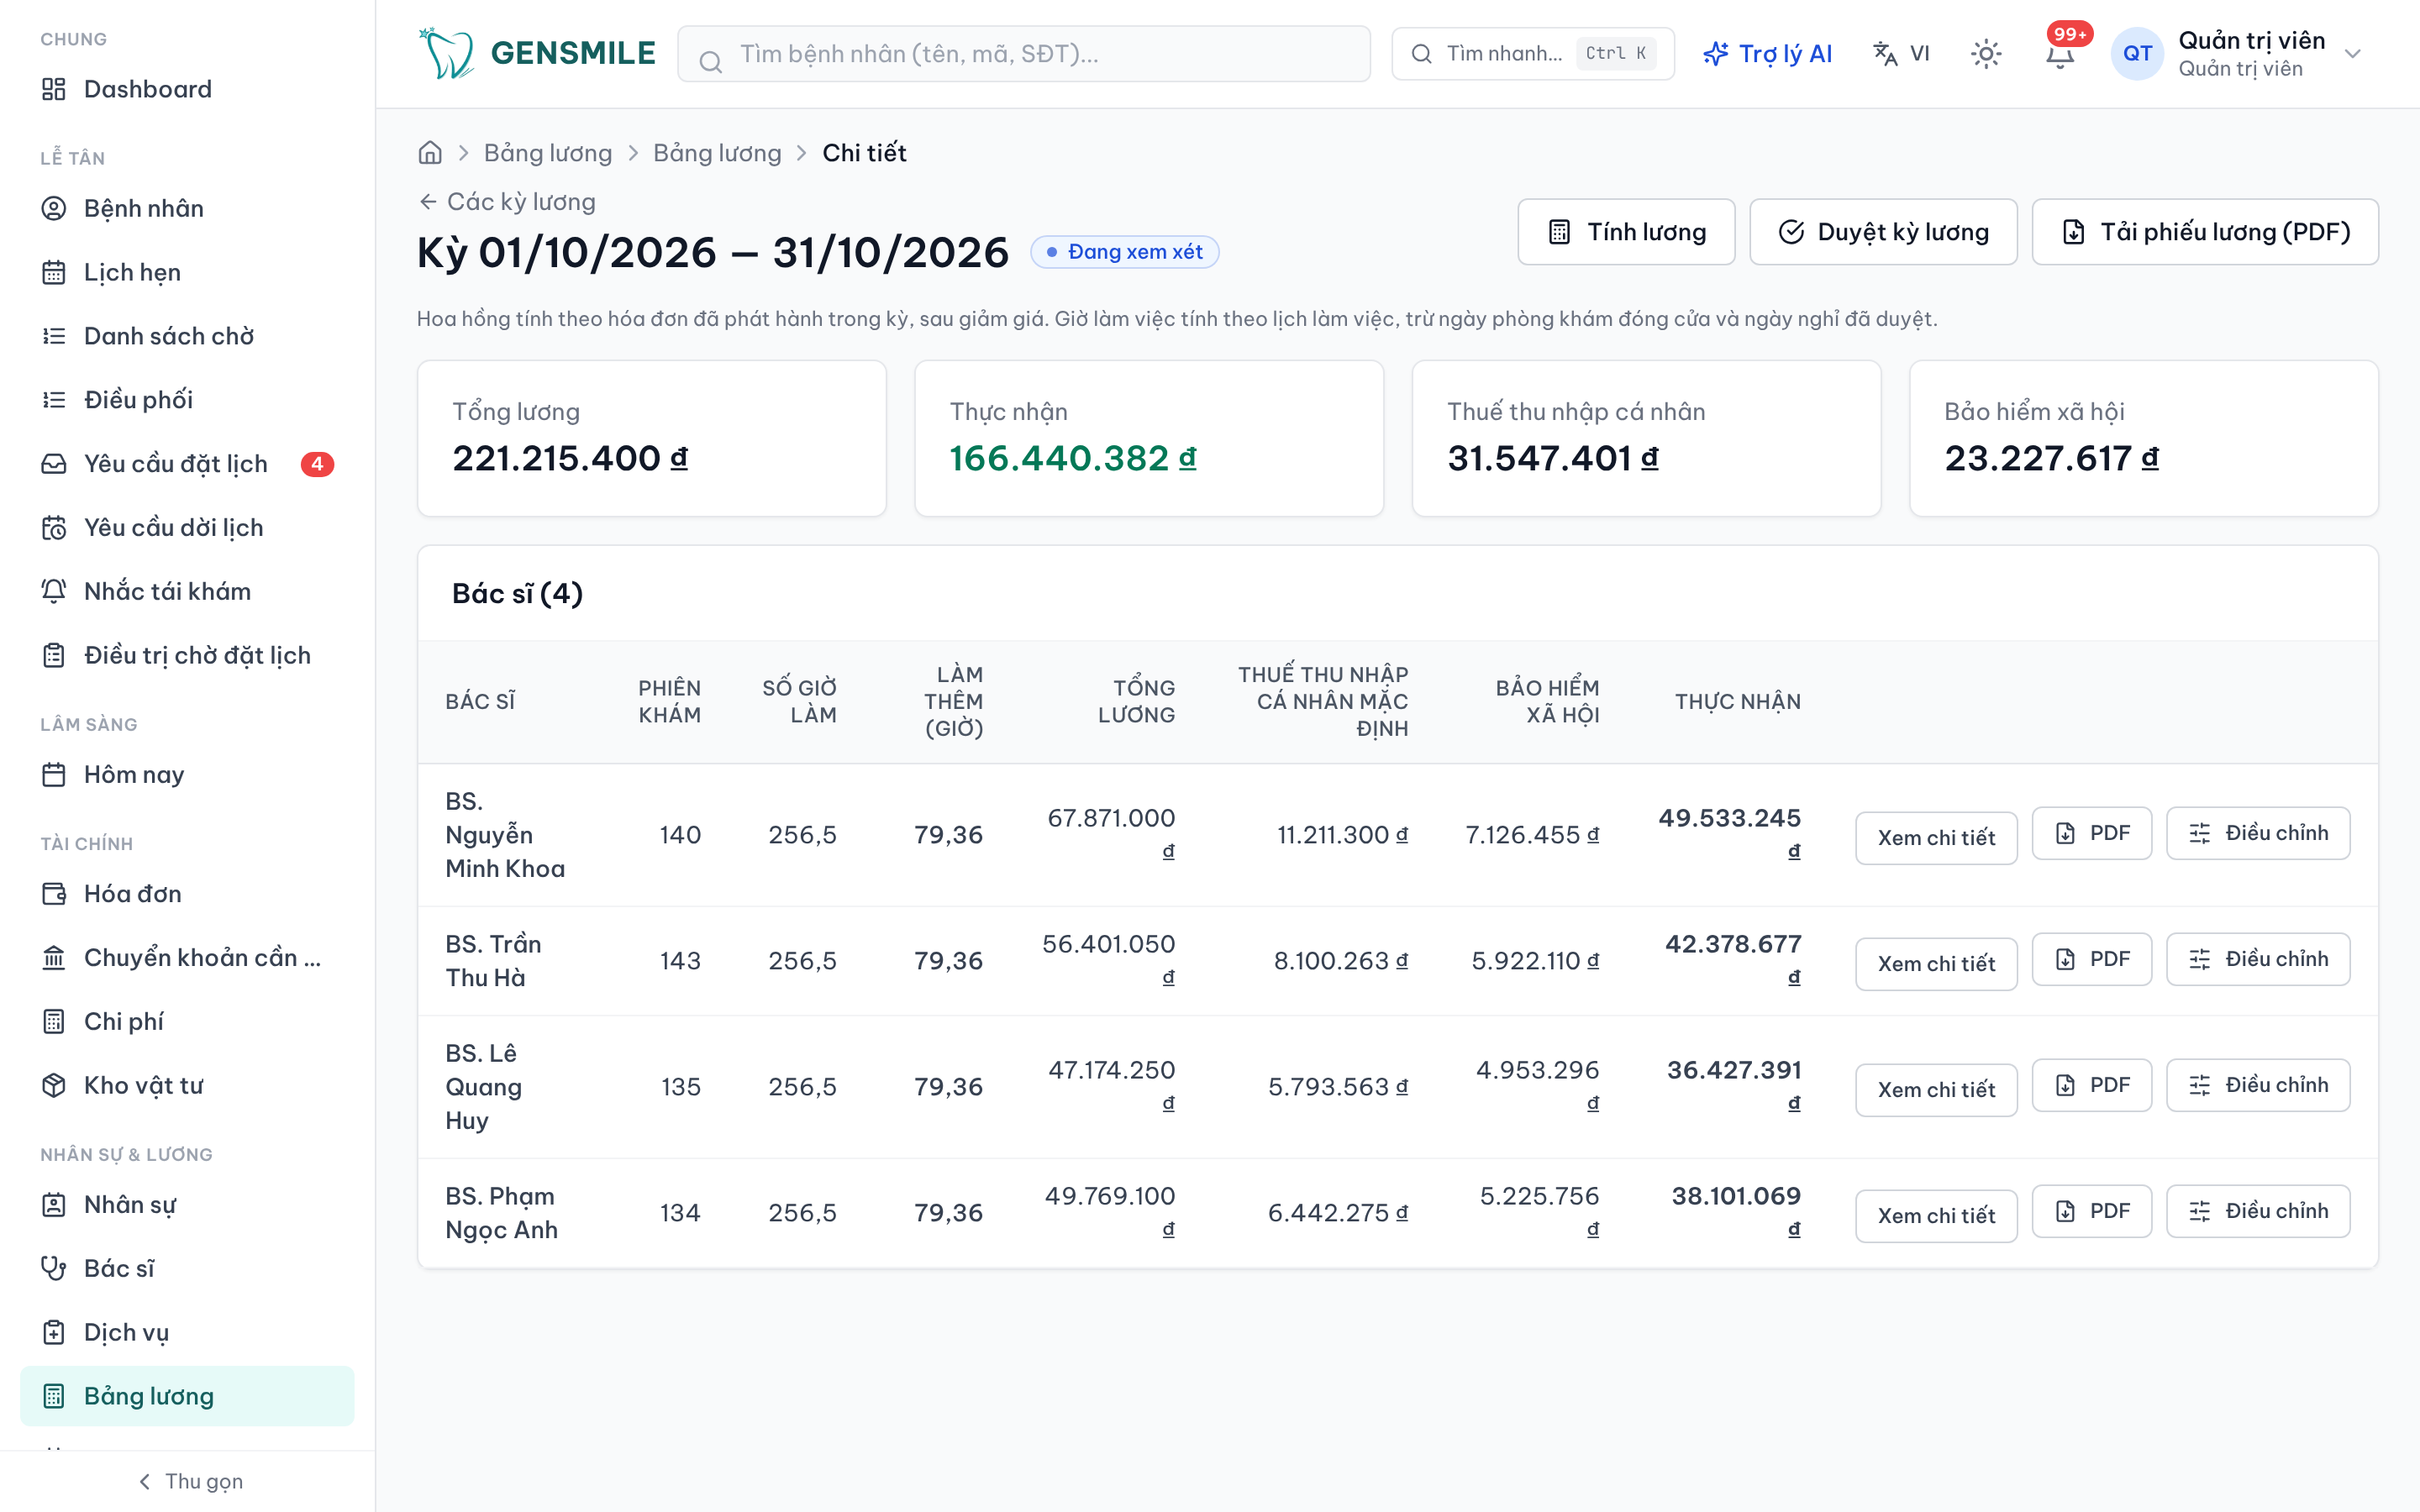 CHUNG
Dashboard
LỄ TÂN
Bệnh nhân
Lịch hẹn
Danh sách chờ
Điều phối
Yêu cầu đặt lịch 4
Yêu cầu dời lịch
Nhắc tái khám
Điều trị chờ đặt lịch
LÂM SÀNG
Hôm nay
TÀI CHÍNH
Hóa đơn
Chuyển khoản cần ...
Chi phí
Kho vật tư
NHÂN SỰ & LƯƠNG
Nhân sự
Bác sĩ
Dịch vụ
Bảng lương
Thu gọn
GENSMILE
Tìm bệnh nhân (tên, mã, SĐT)...
Tìm nhanh... Ctrl K
Trợ lý AI
VI
99+
QT
Quản trị viên
Quản trị viên
Bảng lương > Bảng lương > Chi tiết
← Các kỳ lương
Kỳ 01/10/2026 – 31/10/2026
Đang xem xét
Tính lương
Duyệt kỳ lương
Tải phiếu lương (PDF)
Hoa hồng tính theo hóa đơn đã phát hành trong kỳ, sau giảm giá. Giờ làm việc tính theo lịch làm việc, trừ ngày phòng khám đóng cửa và ngày nghỉ đã duyệt.
Tổng lương
221.215.400 ₫
Thực nhận
166.440.382 ₫
Thuế thu nhập cá nhân
31.547.401 ₫
Bảo hiểm xã hội
23.227.617 ₫
Bác sĩ (4)
BÁC SĨ
PHIÊN
KHÁM
SỐ GIỜ
LÀM
LÀM
THÊM
(GIỜ)
TỔNG
LƯƠNG
THUẾ THU NHẬP
CÁ NHÂN MẶC
ĐỊNH
BẢO HIỂM
XÃ HỘI
THỰC NHẬN
BS.
Nguyễn
Minh Khoa
140
256,5
79,36
67.871.000
₫
11.211.300 ₫
7.126.455 ₫
49.533.245
₫
Xem chi tiết
PDF
Điều chỉnh
BS. Trần
Thu Hà
143
256,5
79,36
56.401.050
₫
8.100.263 ₫
5.922.110 ₫
42.378.677
₫
Xem chi tiết
PDF
Điều chỉnh
BS. Lê
Quang
Huy
135
256,5
79,36
47.174.250
₫
5.793.563 ₫
4.953.296
₫
36.427.391
₫
Xem chi tiết
PDF
Điều chỉnh
BS. Phạm
Ngọc Anh
134
256,5
79,36
49.769.100
₫
6.442.275 ₫
5.225.756
₫
38.101.069
₫
Xem chi tiết
PDF
Điều chỉnh